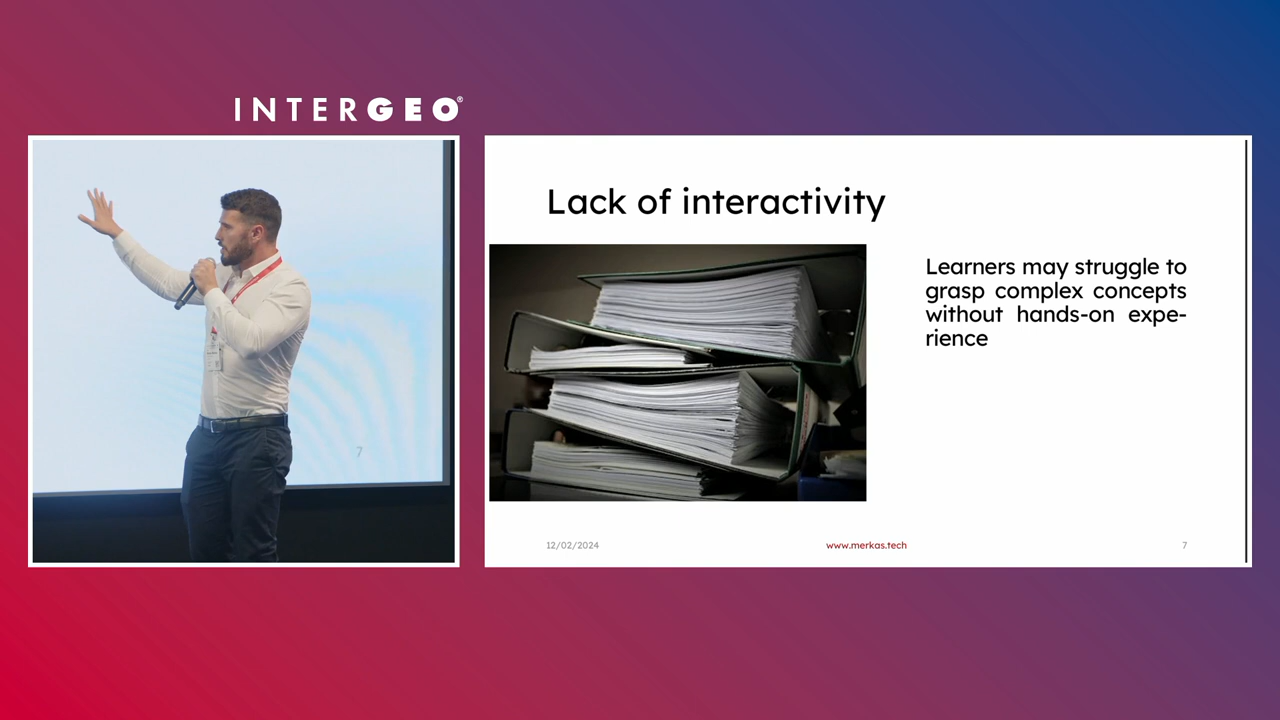 INTERGEO®
7
Lack of interactivity
Learners may struggle to
grasp complex concepts
without hands-on expe-
rience
12/02/2024
www.merkas.tech
7